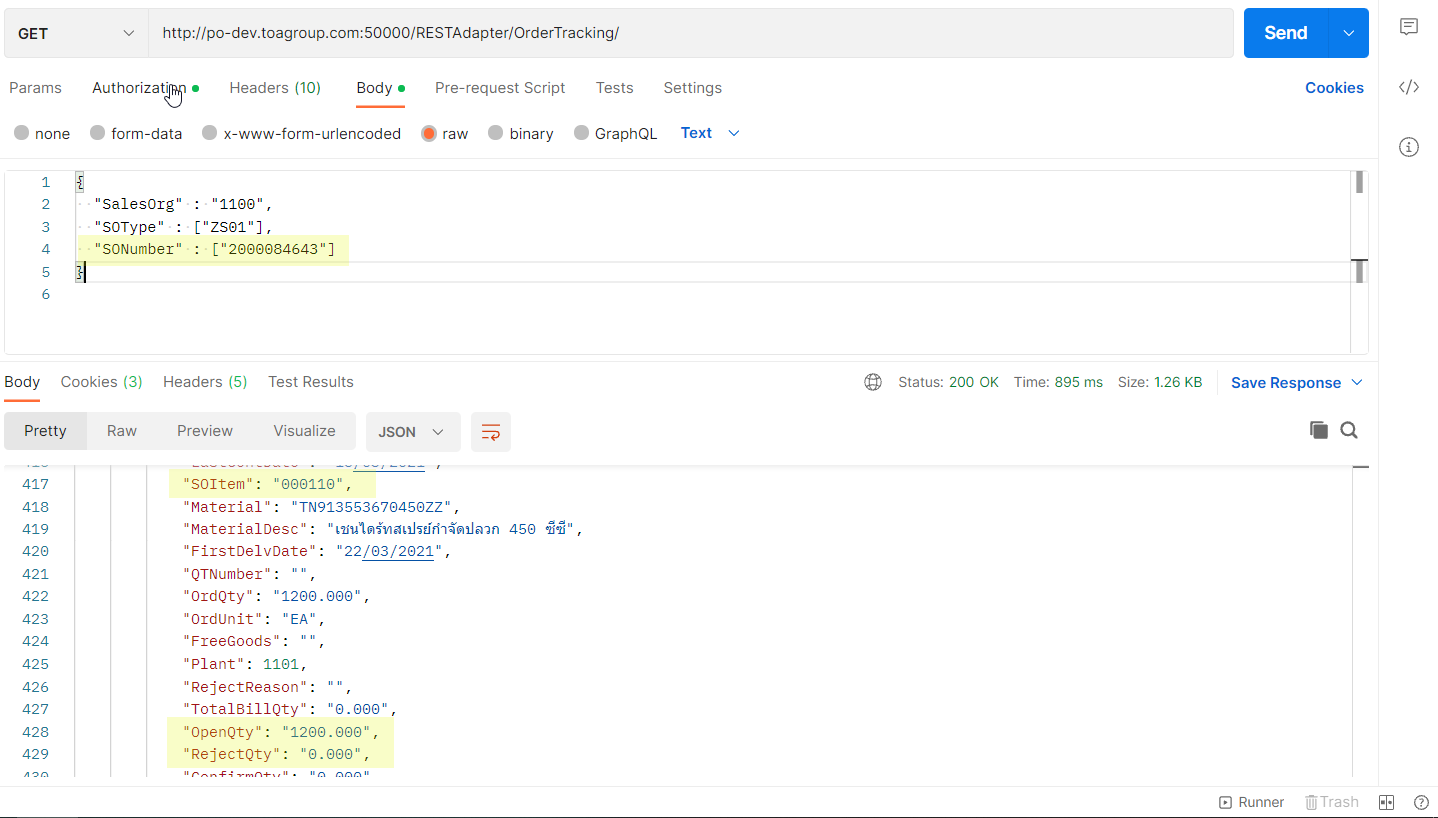 GET http://po-dev.toagroup.com:50000/RESTAdapter/OrderTracking/ Send
Params Authorization Headers (10) Body Pre-request Script Tests Settings Cookies
none form-data x-www-form-urlencoded raw binary GraphQL Text
1 {
2 "SalesOrg" : "1100",
3 "SOType" : ["ZS01"],
4 "SONumber" : ["2000084643"]
5 }
6
Body Cookies (3) Headers (5) Test Results Status: 200 OK Time: 895 ms Size: 1.26 KB Save Response
Pretty Raw Preview Visualize JSON
417 "SOItem": "000110",
418 "Material": "TN913553670450ZZ",
419 "MaterialDesc": "เชนไดร้ทสเปรย์กำจัดปลวก 450 ซีซี",
420 "FirstDelvDate": "22/03/2021",
421 "QTNumber": "",
422 "OrdQty": "1200.000",
423 "OrdUnit": "EA",
424 "FreeGoods": "",
425 "Plant": 1101,
426 "RejectReason": "",
427 "TotalBillQty": "0.000",
428 "OpenQty": "1200.000",
429 "RejectQty": "0.000",
430 "ConfirmQty": "0.000"
Runner Trash